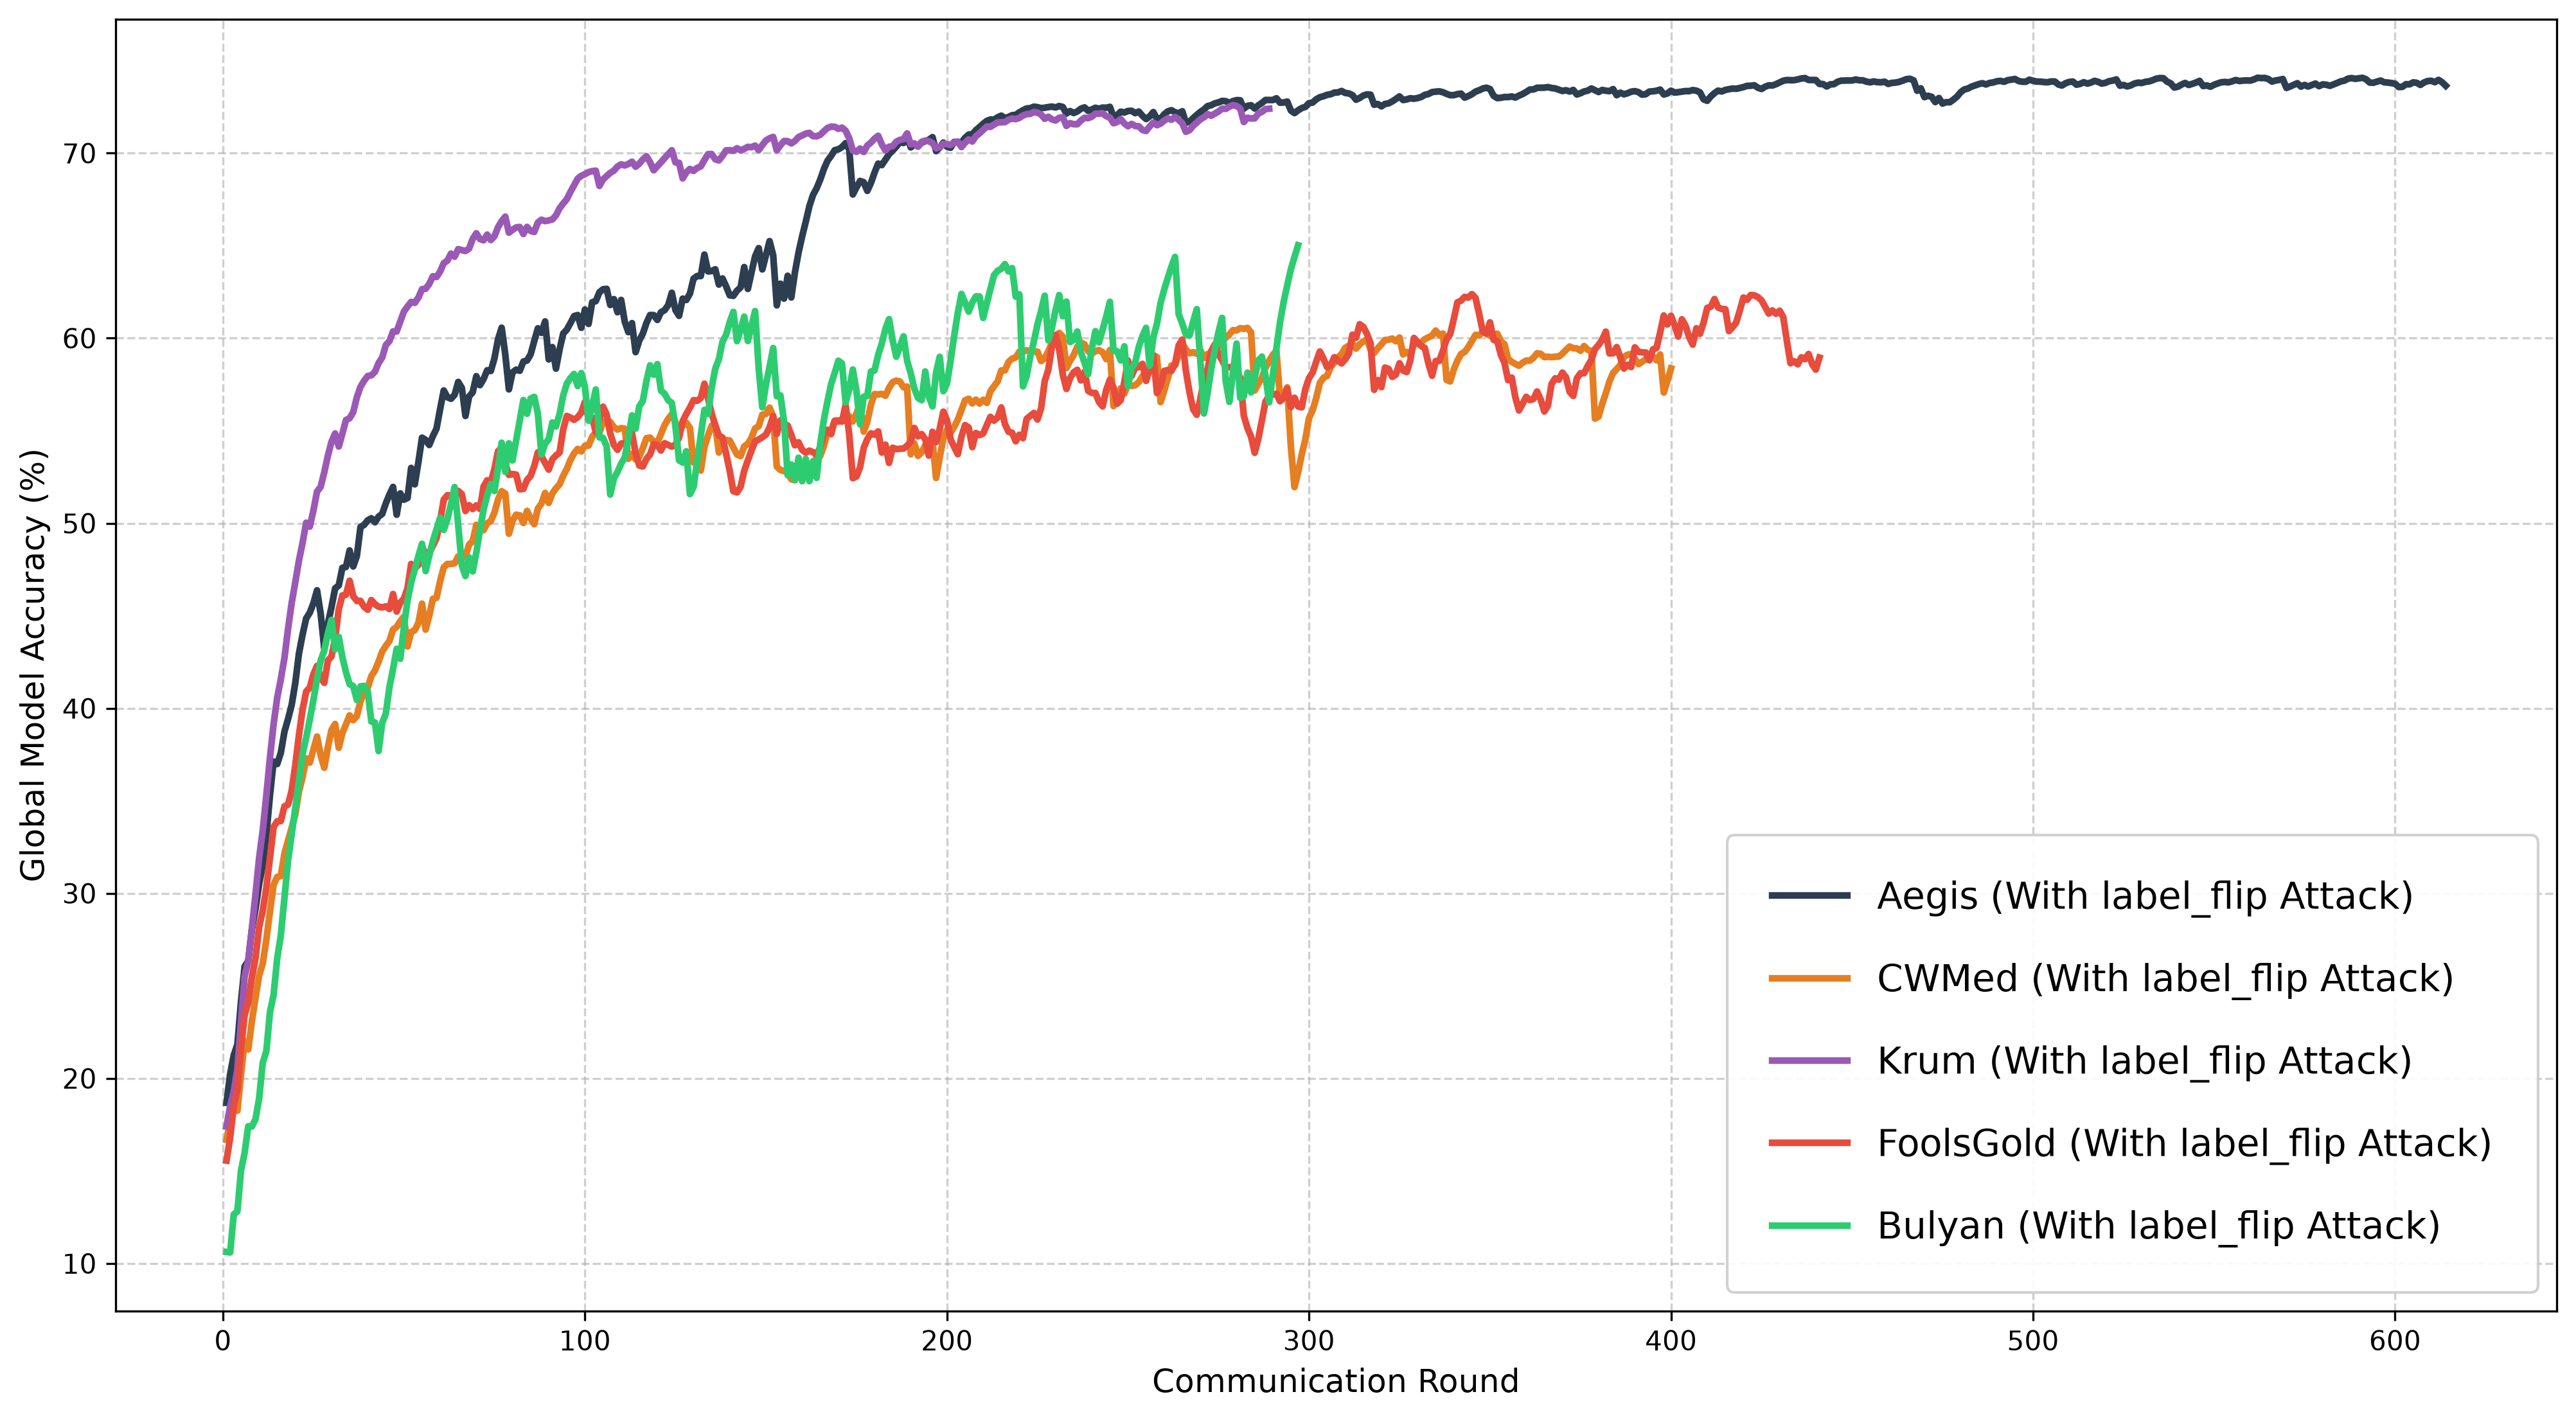 Global Model Accuracy (%)
70
60
50
40
30
20
10
0 100 200 300 400 500 600
Communication Round
Aegis (With label_flip Attack)
CWMed (With label_flip Attack)
Krum (With label_flip Attack)
FoolsGold (With label_flip Attack)
Bulyan (With label_flip Attack)